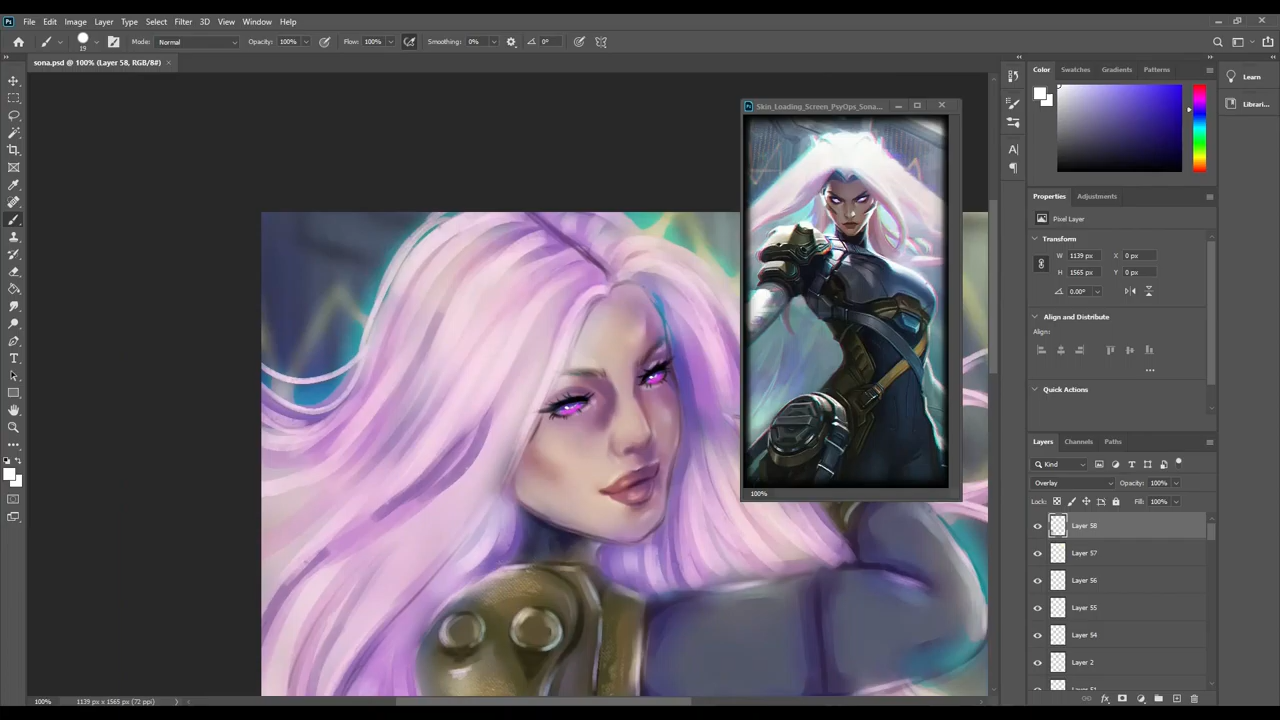 File Edit Image Layer Type Select Filter 3D View Window Help
19 Mode: Normal Opacity: 100% Flow: 100% Smoothing: 0% 0°
sona.psd @ 100% (Layer 58, RGB/8#)
Skin_Loading_Screen_PsyOps_Sona...
100%
Color Swatches Gradients Patterns
Learn
Librari...
Properties Adjustments
Pixel Layer
Transform
W 1139 px X 0 px
H 1565 px Y 0 px
0.00°
Align and Distribute
Align:
Quick Actions
Layers Channels Paths
Kind
Overlay Opacity: 100%
Lock: Fill: 100%
Layer 58
Layer 57
Layer 56
Layer 55
Layer 54
Layer 2
100% 1139 px x 1565 px (72 ppi)